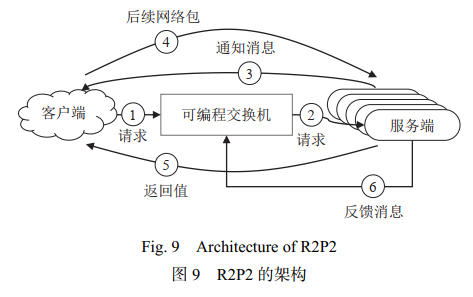 后续网络包
④
通知消息
③
客户端
①
请求
可编程交换机
②
请求
服务端
⑤
返回值
⑥
反馈消息
Fig. 9 Architecture of R2P2
图 9 R2P2 的架构